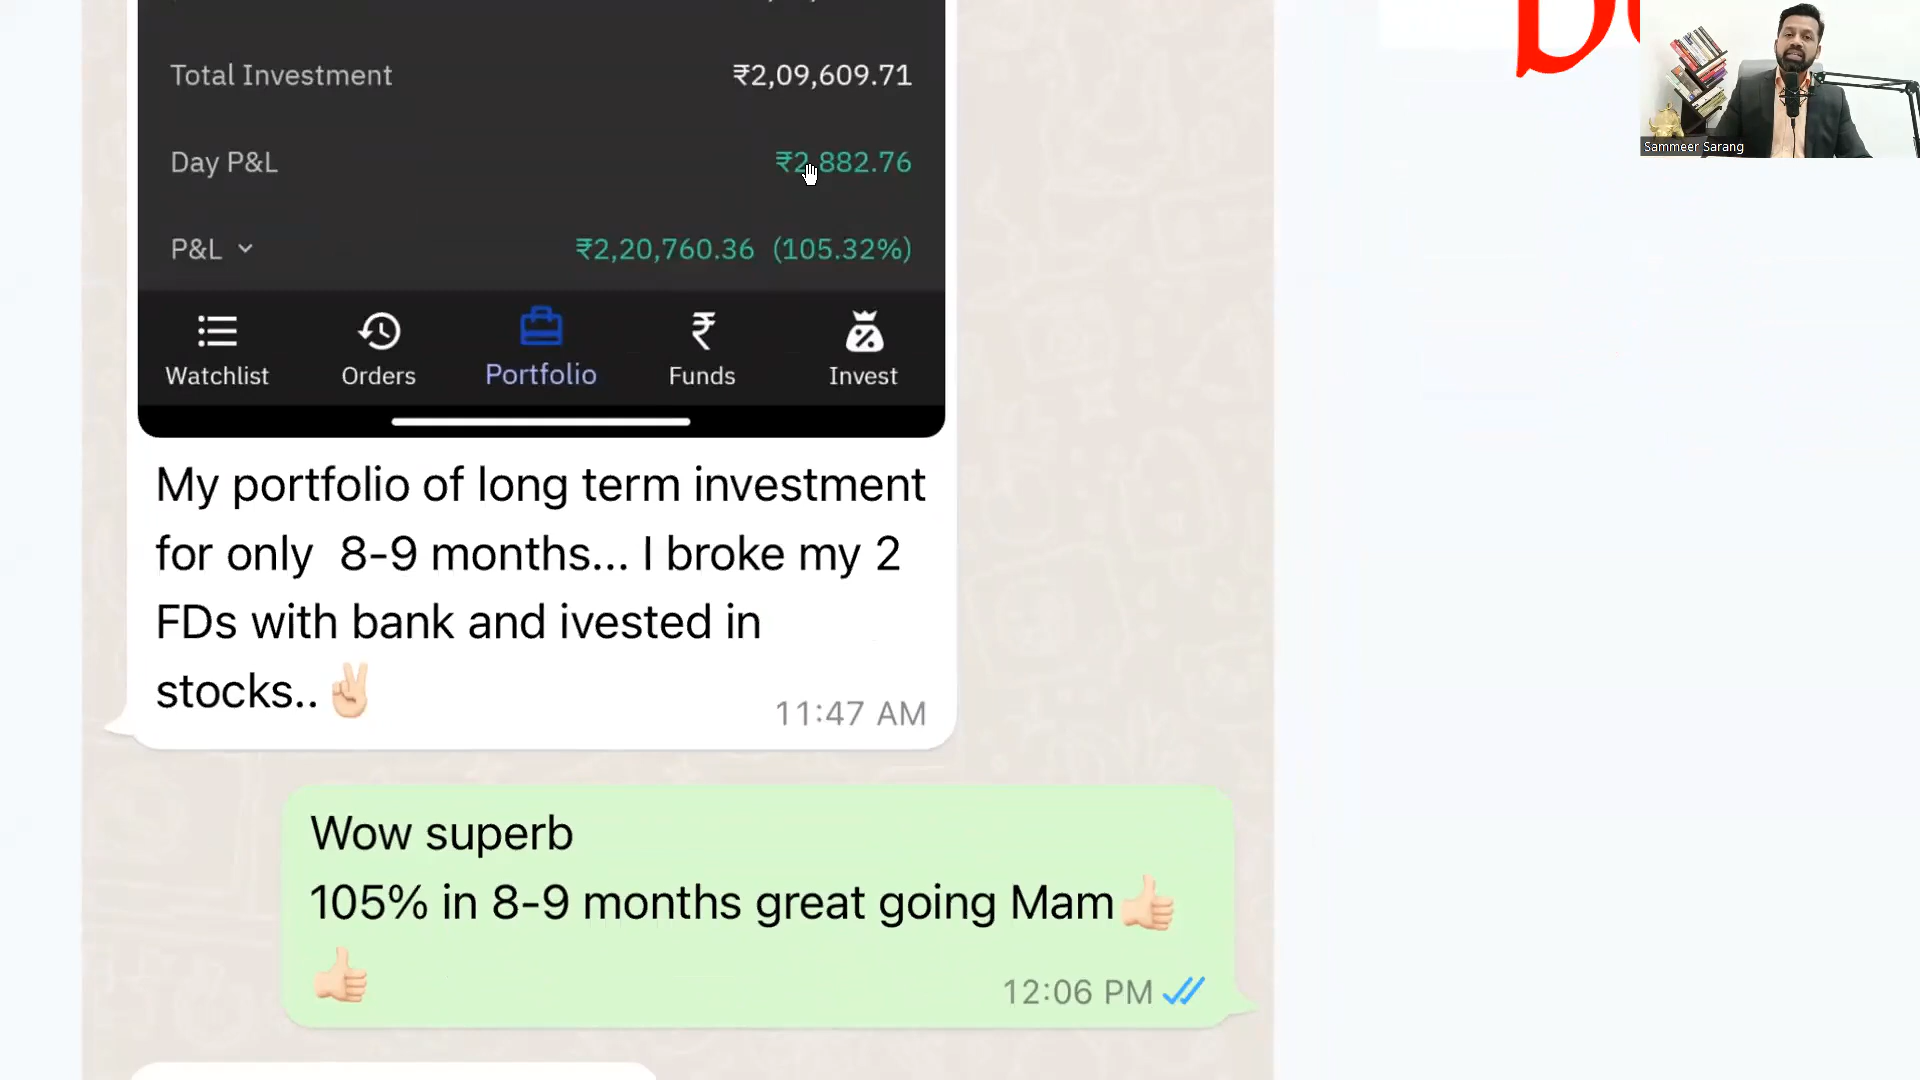 Total Investment ₹2,09,609.71
Day P&L ₹2,882.76
P&L ₹2,20,760.36 (105.32%)
Watchlist Orders Portfolio Funds Invest
My portfolio of long term investment
for only 8-9 months... I broke my 2
FDs with bank and ivested in
stocks..✌🏻
11:47 AM
Wow superb
105% in 8-9 months great going Mam👍🏻
👍🏻
12:06 PM
Sammeer Sarang